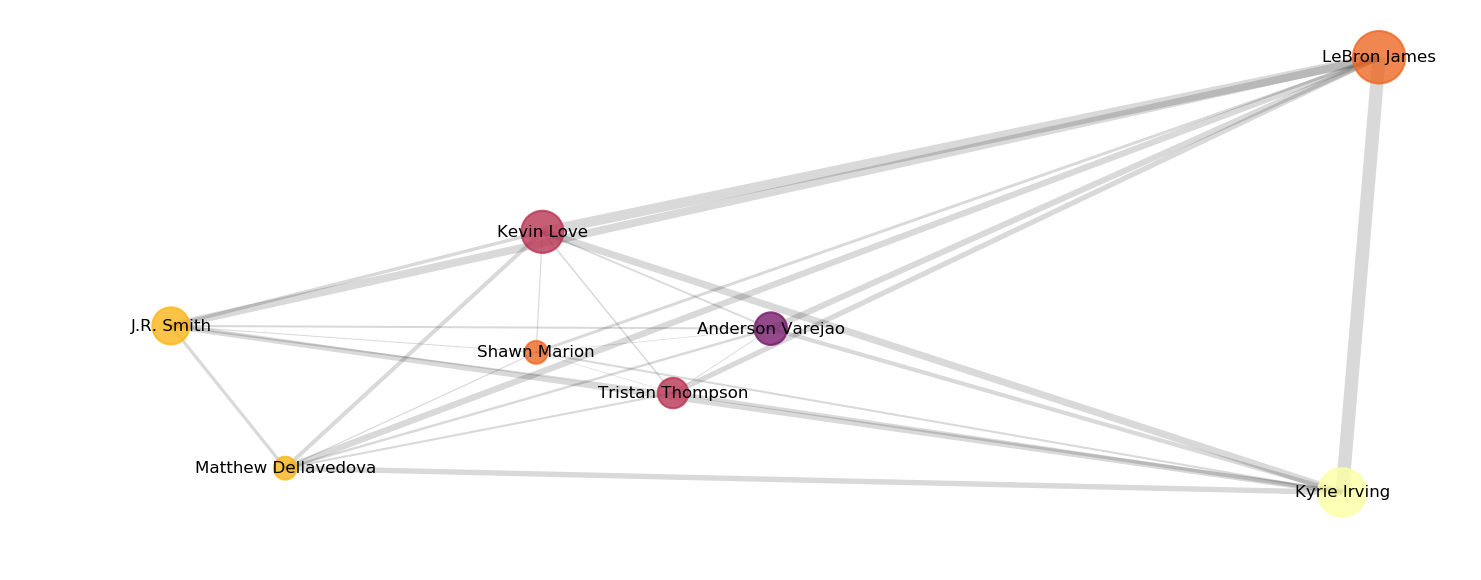 LeBron James
Kevin Love
J.R. Smith
Anderson Varejao
Shawn Marion
Tristan Thompson
Matthew Dellavedova
Kyrie Irving